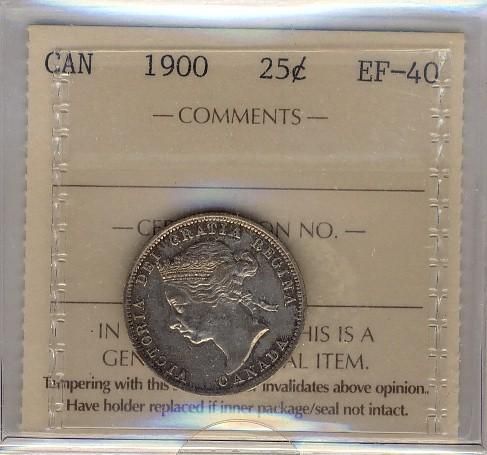 CAN 1900 25¢ EF-40
— COMMENTS —
— ON NO. —
VICTORIA DEI GRATIA REGINA
CANADA
IN HIS IS A
GEN AL ITEM.
Tampering with this invalidates above opinion.
Have holder replaced if inner package/seal not intact.